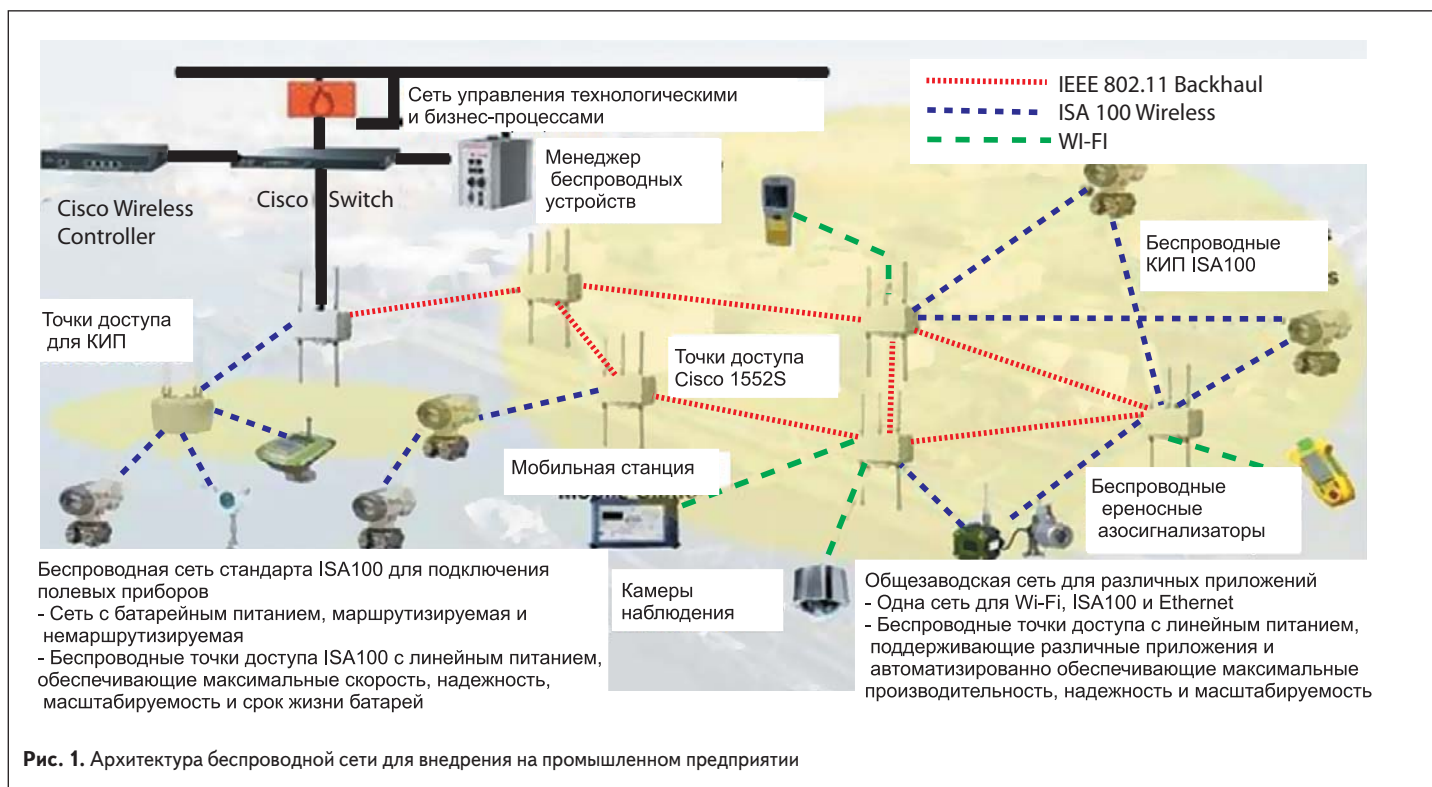 Сеть управления технологическими
и бизнес-процессами
IEEE 802.11 Backhaul
ISA 100 Wireless
WI-FI
Cisco Wireless
Controller
Cisco Switch
Менеджер
беспроводных
устройств
Беспроводные
КИП ISA100
Точки доступа
для КИП
Точки доступа
Cisco 1552S
Мобильная станция
Беспроводные
ереносные
азосигнализаторы
Камеры
наблюдения
Беспроводная сеть стандарта ISA100 для подключения
полевых приборов
- Сеть с батарейным питанием, маршрутизируемая и
немаршрутизируемая
- Беспроводные точки доступа ISA100 с линейным питанием,
обеспечивающие максимальные скорость, надежность,
масштабируемость и срок жизни батарей
Общезаводская сеть для различных приложений
- Одна сеть для Wi-Fi, ISA100 и Ethernet
- Беспроводные точки доступа с линейным питанием,
поддерживающие различные приложения и
автоматизированно обеспечивающие максимальные
производительность, надежность и масштабируемость
Рис. 1. Архитектура беспроводной сети для внедрения на промышленном предприятии